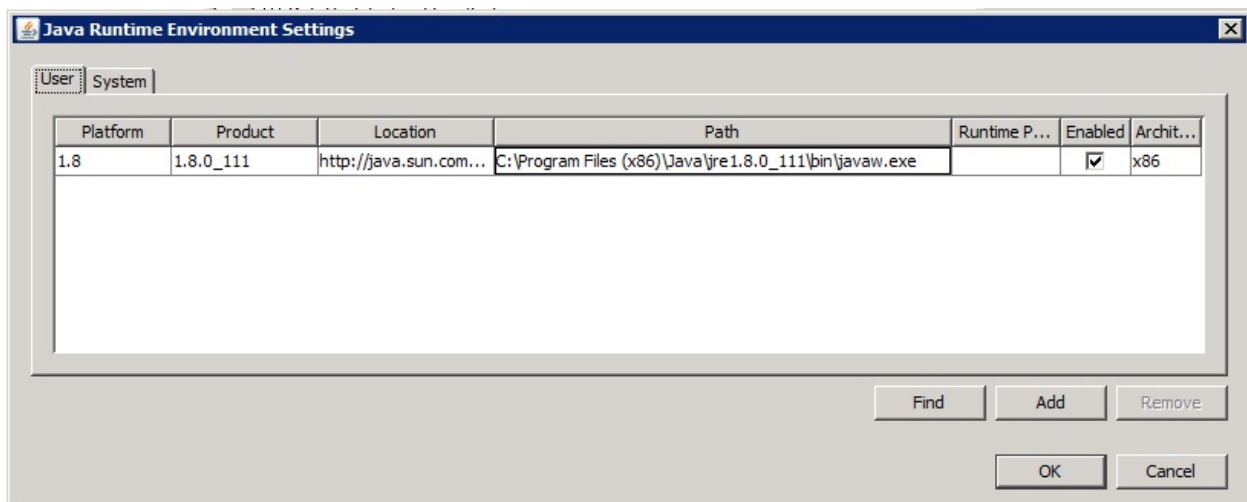 Java Runtime Environment Settings
User System
Platform Product Location Path Runtime P... Enabled Archit...
1.8 1.8.0_111 http://java.sun.com... C:\Program Files (x86)\Java\jre1.8.0_111\bin\javaw.exe x86
Find Add Remove
OK Cancel